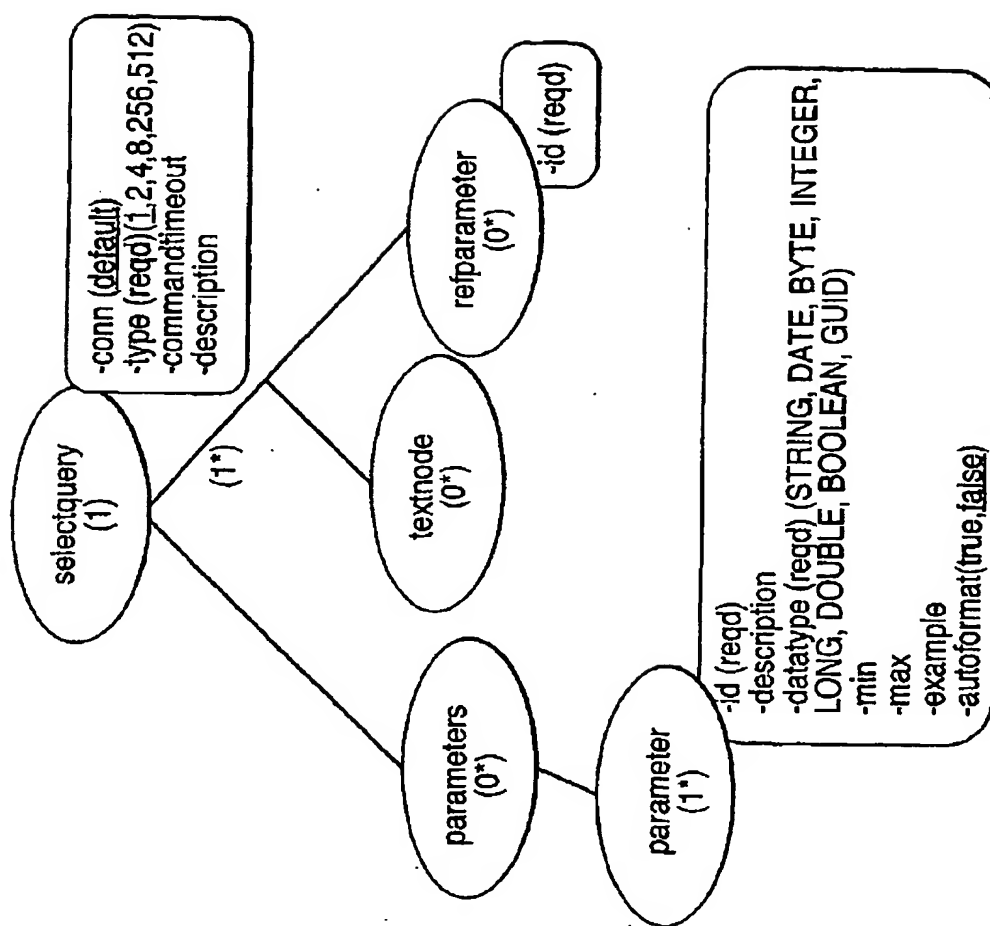 selectquery
(1)
-conn (default)
-type (reqd)(1,2,4,8,256,512)
-commandtimeout
-description
(1*)
parameters
(0*)
textnode
(0*)
refparameter
(0*)
-id (reqd)
parameter
(1*)
-id (reqd)
-description
-datatype (reqd) (STRING, DATE, BYTE, INTEGER,
LONG, DOUBLE, BOOLEAN, GUID)
-min
-max
-example
-autoformat(true,false)